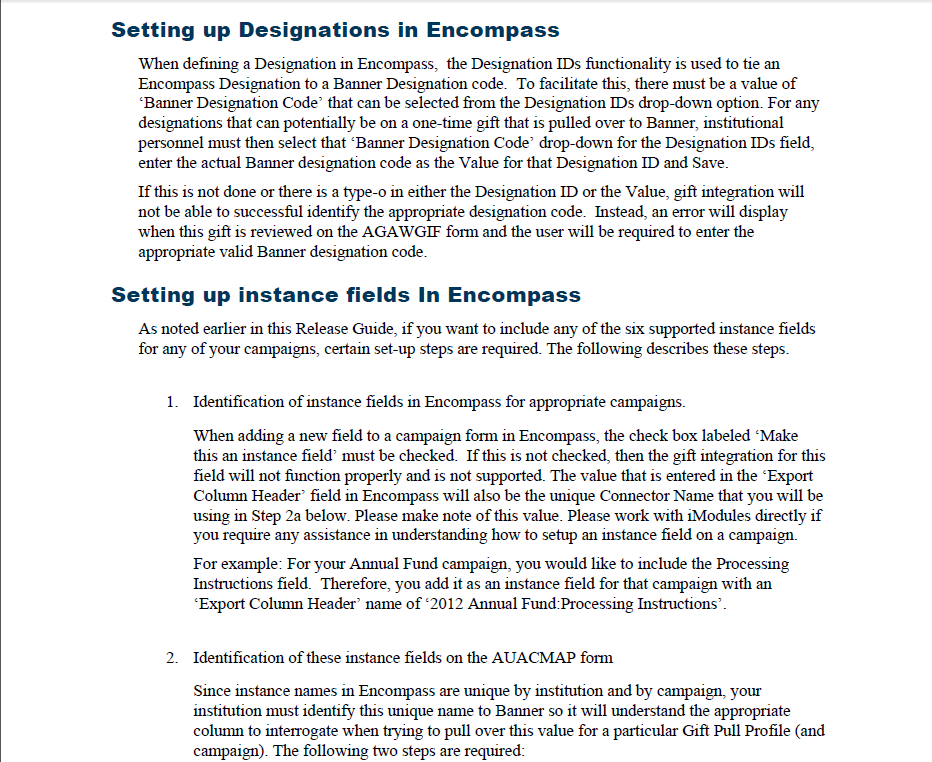 Setting up Designations in Encompass
When defining a Designation in Encompass,  the Designation IDs functionality is used to tie an
Encompass Designation to a Banner Designation code.  To facilitate this, there must be a value of
‘Banner Designation Code’ that can be selected from the Designation IDs drop-down option. For any
designations that can potentially be on a one-time gift that is pulled over to Banner, institutional
personnel must then select that ‘Banner Designation Code’ drop-down for the Designation IDs field,
enter the actual Banner designation code as the Value for that Designation ID and Save.
If this is not done or there is a type-o in either the Designation ID or the Value, gift integration will
not be able to successful identify the appropriate designation code.  Instead, an error will display
when this gift is reviewed on the AGAWGIF form and the user will be required to enter the
appropriate valid Banner designation code.
Setting up instance fields In Encompass
As noted earlier in this Release Guide, if you want to include any of the six supported instance fields
for any of your campaigns, certain set-up steps are required. The following describes these steps.
1. Identification of instance fields in Encompass for appropriate campaigns.
When adding a new field to a campaign form in Encompass, the check box labeled ‘Make
this an instance field’ must be checked.  If this is not checked, then the gift integration for this
field will not function properly and is not supported. The value that is entered in the ‘Export
Column Header’ field in Encompass will also be the unique Connector Name that you will be
using in Step 2a below. Please make note of this value. Please work with iModules directly if
you require any assistance in understanding how to setup an instance field on a campaign.
For example: For your Annual Fund campaign, you would like to include the Processing
Instructions field.  Therefore, you add it as an instance field for that campaign with an
‘Export Column Header’ name of ‘2012 Annual Fund:Processing Instructions’.
2. Identification of these instance fields on the AUACMAP form
Since instance names in Encompass are unique by institution and by campaign, your
institution must identify this unique name to Banner so it will understand the appropriate
column to interrogate when trying to pull over this value for a particular Gift Pull Profile (and
campaign). The following two steps are required: